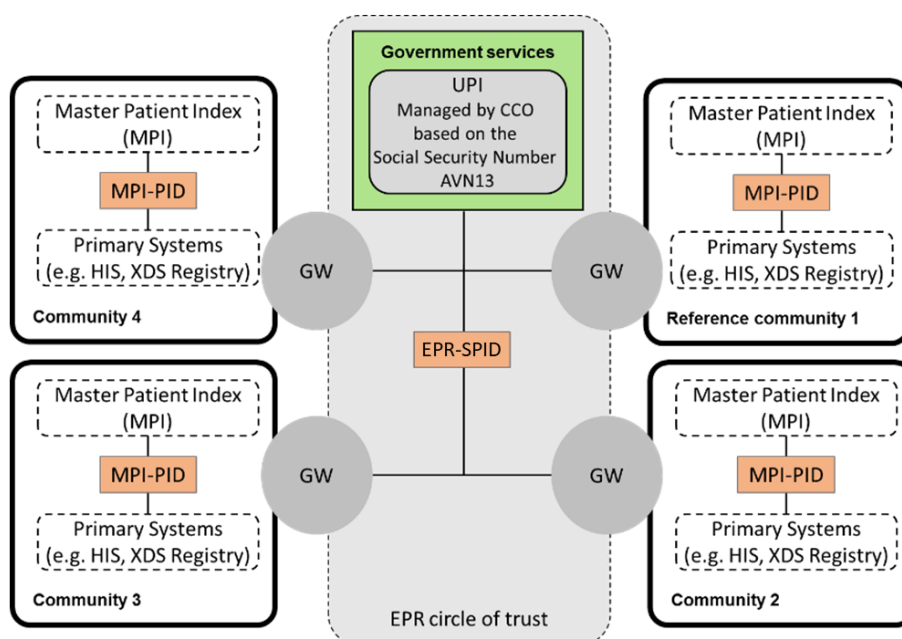 Government services
UPI
Managed by CCO
based on the
Social Security Number
AVN13
Master Patient Index
(MPI)
MPI-PID
Primary Systems
(e.g. HIS, XDS Registry)
Community 4
GW
GW
Master Patient Index
(MPI)
MPI-PID
Primary Systems
(e.g. HIS, XDS Registry)
Reference community 1
EPR-SPID
Master Patient Index
(MPI)
MPI-PID
Primary Systems
(e.g. HIS, XDS Registry)
Community 3
GW
GW
Master Patient Index
(MPI)
MPI-PID
Primary Systems
(e.g. HIS, XDS Registry)
Community 2
EPR circle of trust